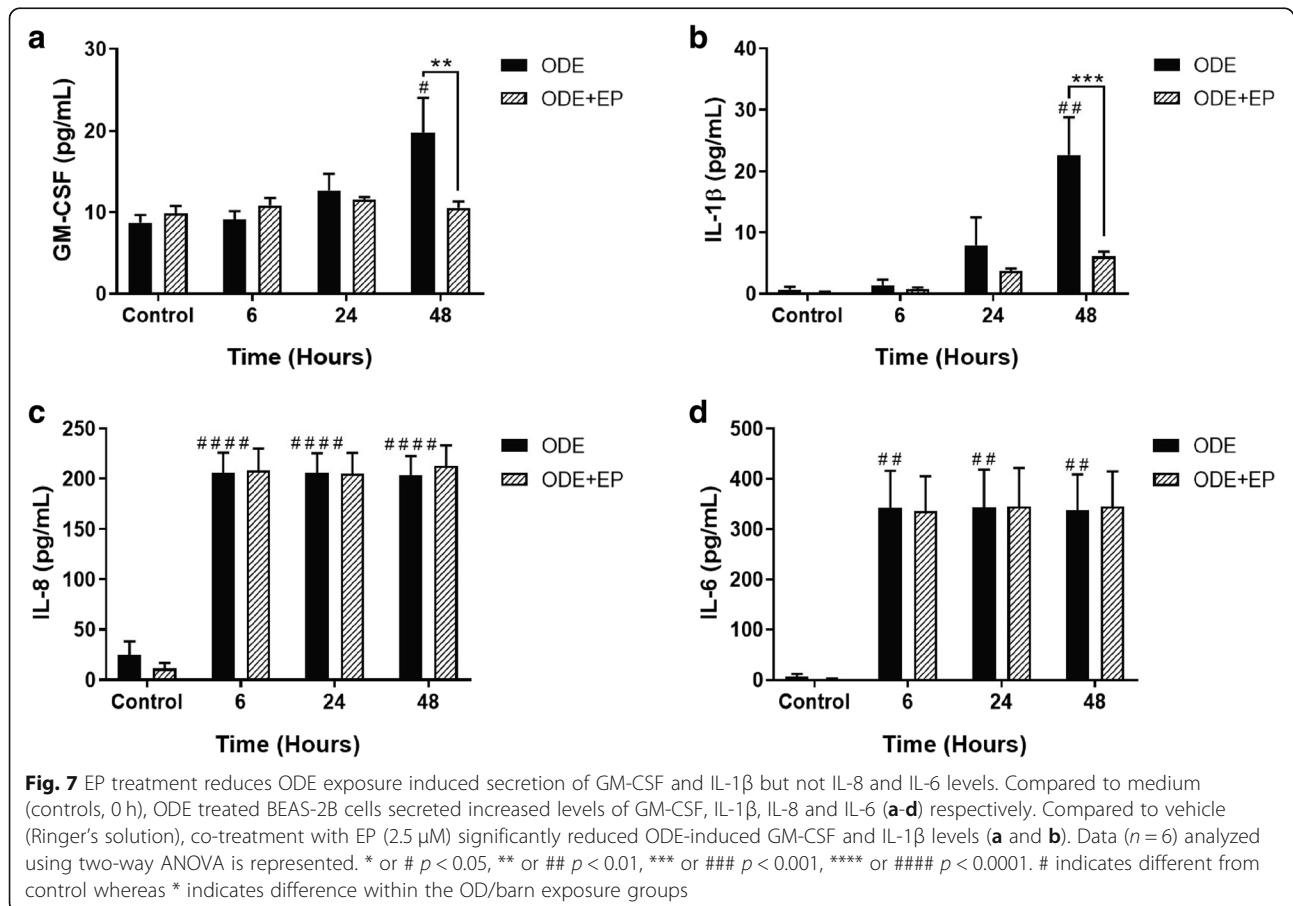 a
30
20
10
0
GM-CSF (pg/mL)
**
#
ODE
ODE+EP
Control 6 24 48
Time (Hours)
b
40
30
20
10
0
IL-1β (pg/mL)
***
##
ODE
ODE+EP
Control 6 24 48
Time (Hours)
c
250
200
150
100
50
0
IL-8 (pg/mL)
#### #### ####
ODE
ODE+EP
Control 6 24 48
Time (Hours)
d
500
400
300
200
100
0
IL-6 (pg/mL)
## ## ##
ODE
ODE+EP
Control 6 24 48
Time (Hours)
Fig. 7 EP treatment reduces ODE exposure induced secretion of GM-CSF and IL-1β but not IL-8 and IL-6 levels. Compared to medium
(controls, 0 h), ODE treated BEAS-2B cells secreted increased levels of GM-CSF, IL-1β, IL-8 and IL-6 (a-d) respectively. Compared to vehicle
(Ringer's solution), co-treatment with EP (2.5 μM) significantly reduced ODE-induced GM-CSF and IL-1β levels (a and b). Data (n = 6) analyzed
using two-way ANOVA is represented. * or # p < 0.05, ** or ## p < 0.01, *** or ### p < 0.001, **** or #### p < 0.0001. # indicates different from
control whereas * indicates difference within the OD/barn exposure groups